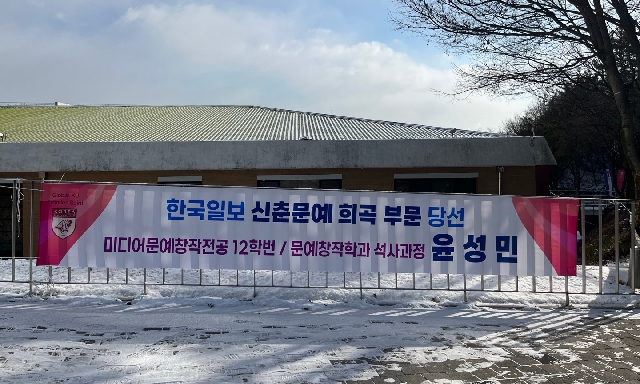 한국일보 신춘문예 희곡 부문 당선
미디어문예창작전공 12학번 / 문예창작학과 석사과정 윤성민